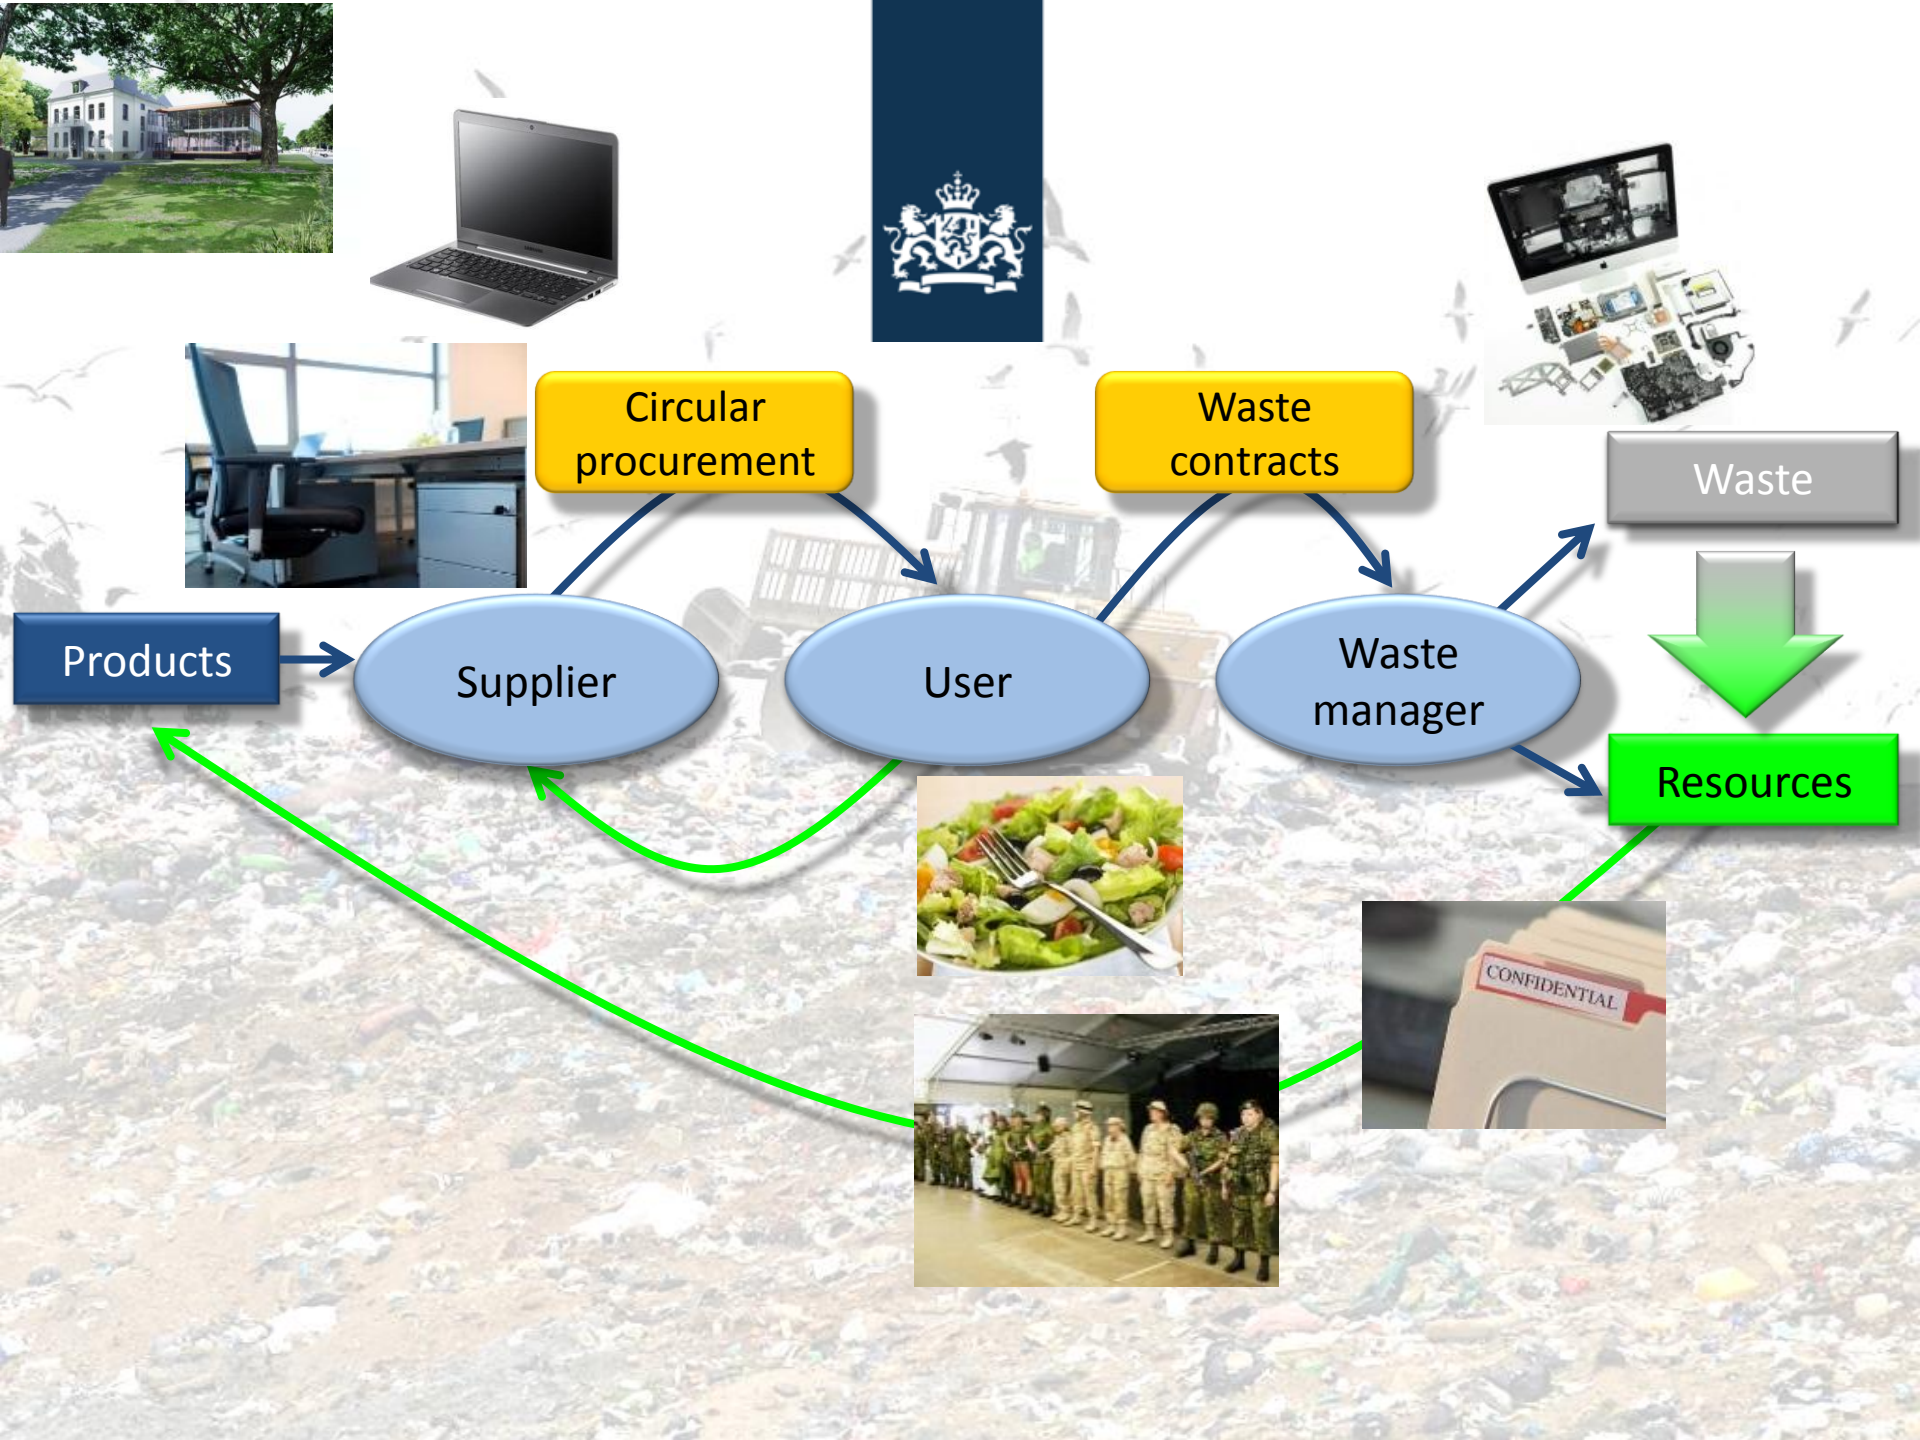 Circular
procurement
Waste
contracts
Waste
Products
Supplier
User
Waste
manager
Resources
CONFIDENTIAL